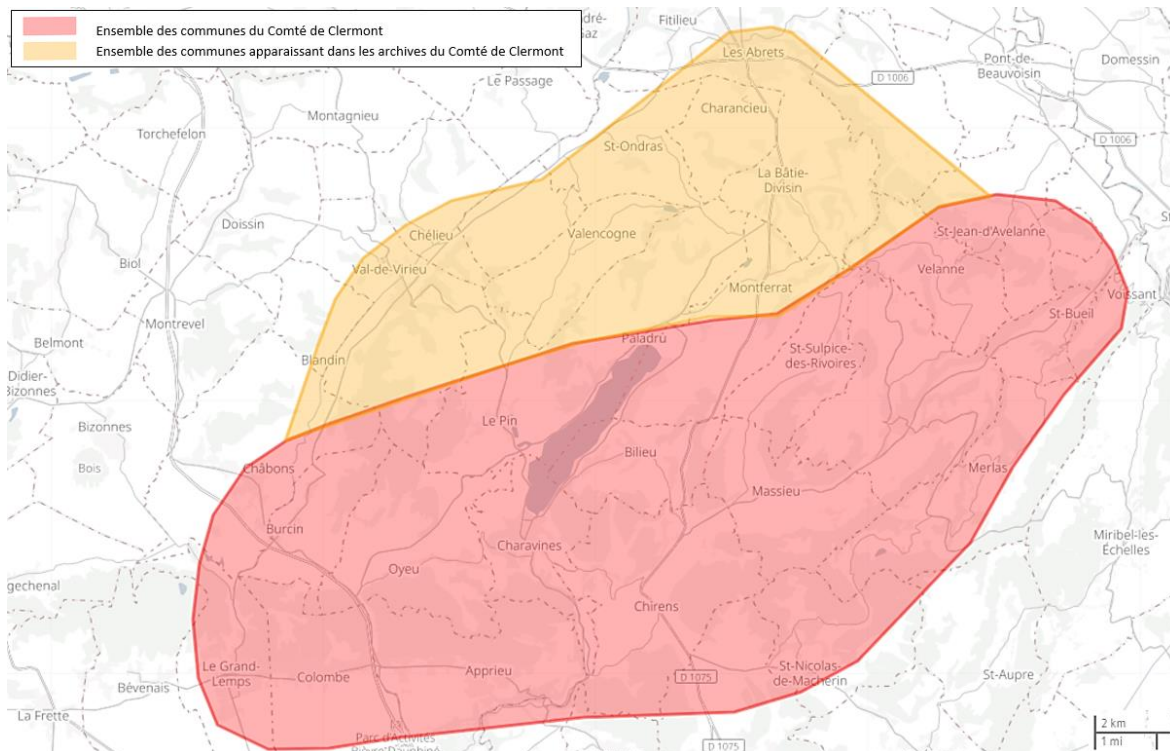 Ensemble des communes du Comté de Clermont
Ensemble des communes apparaissant dans les archives du Comté de Clermont
Fitilieu
Les Abrets
D 1006
Pont-de-
Beauvoisin
Domessin
Le Passage
Charancieu
Montagnieu
Torchefelon
D 1006
St-Ondras
La Bâtie-
Divisin
Doissin
Chélieu
Valencogne
St-Jean-d'Avelanne
Biol
Val-de-Virieu
Velanne
Montferrat
Voissant
Montrevel
St-Bueil
Belmont
Paladru
Blandin
St-Sulpice-
des-Rivoires
Didier-
Bizonnes
Le Pin
Bizonnes
Bilieu
Bois
Châbons
Merlas
Massieu
Burcin
Miribel-les-
Échelles
Charavines
Oyeu
gechenal
Chirens
Le Grand-
Lemps
Colombe
Apprieu
D 1075
St-Nicolas-
de-Macherin
St-Aupre
Bévenais
La Frette
Parc d'Activités
Bièvre-Dauphiné
D 1075
2 km
1 mi